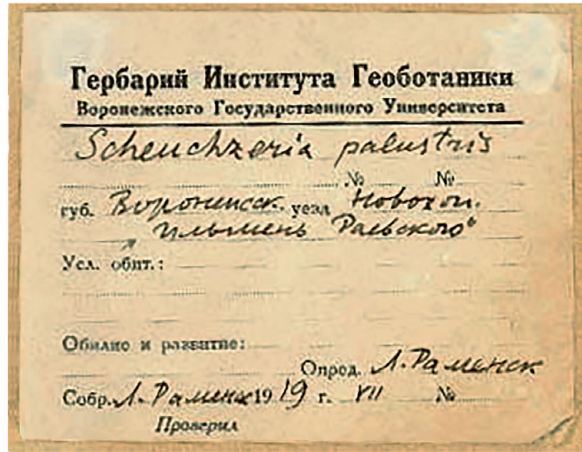 Гербарий Института Геоботаники
Воронежского Государственного Университета
Scheuchzeria palustris
№ №
губ. Воронежск. уезд Новохоп.
"Ильмень Раевского"
Усл. обит.:
Обилие и развитие:
Опред. Л. Раменск
Собр. Л. Раменск 1919 г. VII №
Проверил